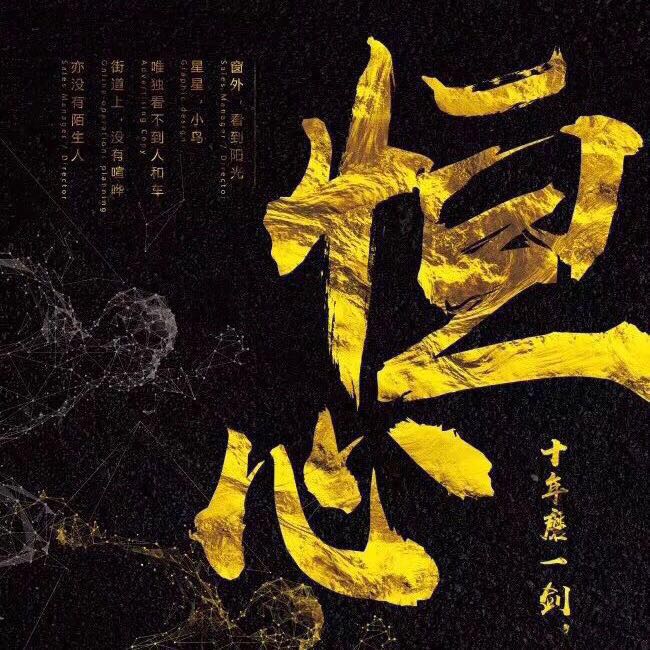 恒心
十年磨一剑，
窗外，看到阳光
Sales Manager / Director
星星，小鸟
Graphic design
唯独看不到人和车
Advertising Copy
街道上，没有喧哗
Online operation planning
亦没有陌生人
Sales Manager / Director